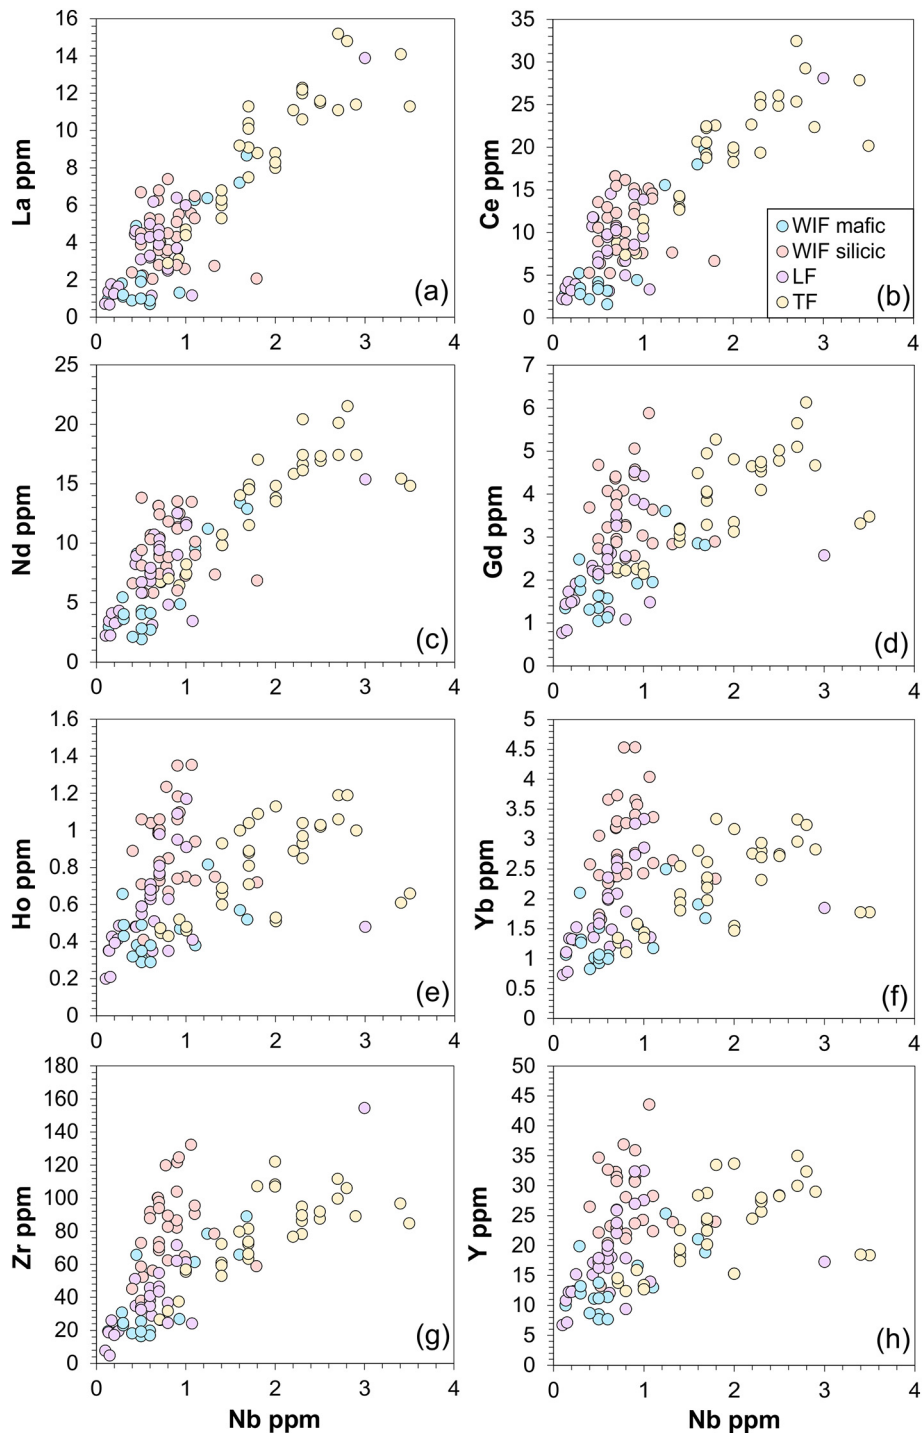 16
14
12
10
8
6
4
2
0
La ppm
(a)
0 1 2 3 4
35
30
25
20
15
10
5
0
Ce ppm
WIF mafic
WIF silicic
LF
TF
(b)
0 1 2 3 4
25
20
15
10
5
0
Nd ppm
(c)
0 1 2 3 4
7
6
5
4
3
2
1
0
Gd ppm
(d)
0 1 2 3 4
1.6
1.4
1.2
1
0.8
0.6
0.4
0.2
0
Ho ppm
(e)
0 1 2 3 4
5
4.5
4
3.5
3
2.5
2
1.5
1
0.5
0
Yb ppm
(f)
0 1 2 3 4
180
160
140
120
100
80
60
40
20
0
Zr ppm
(g)
0 1 2 3 4
Nb ppm
50
45
40
35
30
25
20
15
10
5
0
Y ppm
(h)
0 1 2 3 4
Nb ppm